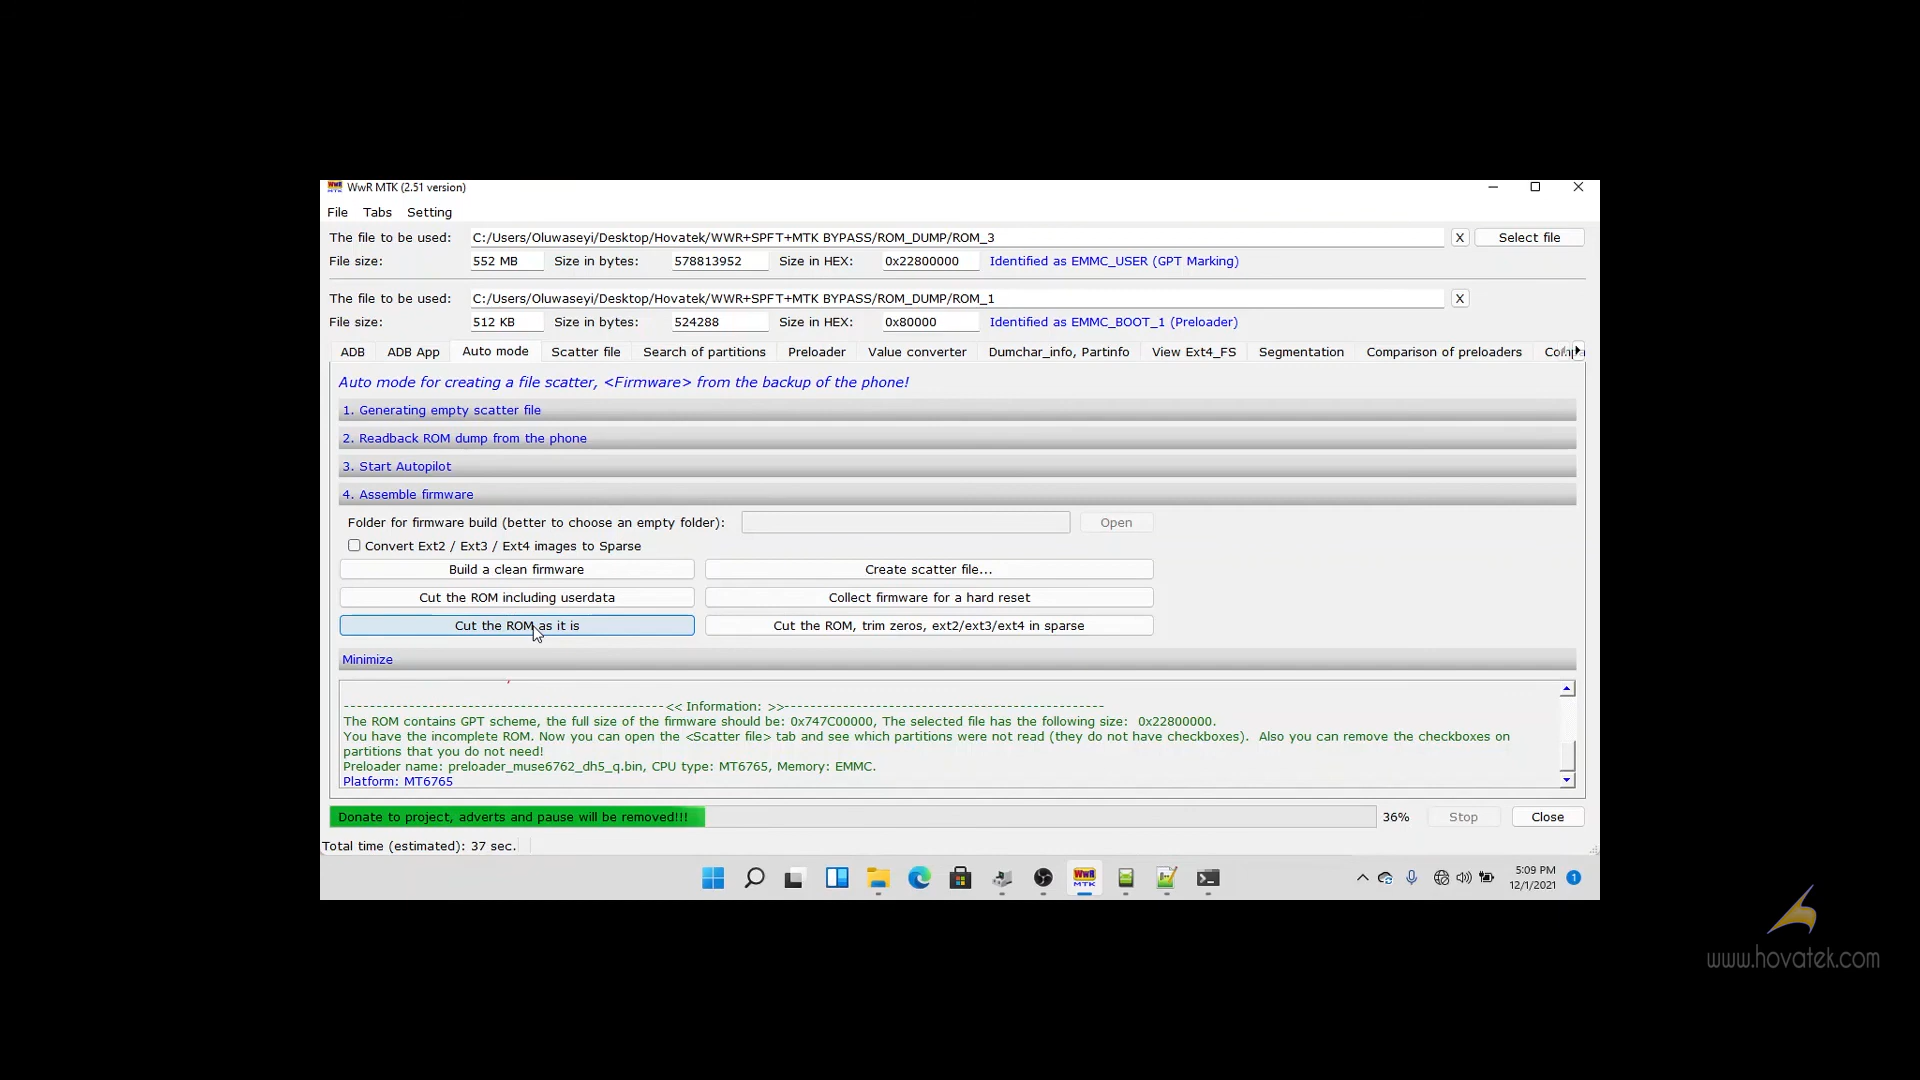 WwR MTK (2.51 version)
File Tabs Setting
The file to be used: C:/Users/Oluwaseyi/Desktop/Hovatek/WWR+SPFT+MTK BYPASS/ROM_DUMP/ROM_3 X Select file
File size: 552 MB Size in bytes: 578813952 Size in HEX: 0x22800000 Identified as EMMC_USER (GPT Marking)
The file to be used: C:/Users/Oluwaseyi/Desktop/Hovatek/WWR+SPFT+MTK BYPASS/ROM_DUMP/ROM_1 X
File size: 512 KB Size in bytes: 524288 Size in HEX: 0x80000 Identified as EMMC_BOOT_1 (Preloader)
ADB ADB App Auto mode Scatter file Search of partitions Preloader Value converter Dumchar_info, Partinfo View Ext4_FS Segmentation Comparison of preloaders
Auto mode for creating a file scatter, <Firmware> from the backup of the phone!
1. Generating empty scatter file
2. Readback ROM dump from the phone
3. Start Autopilot
4. Assemble firmware
Folder for firmware build (better to choose an empty folder): Open
Convert Ext2 / Ext3 / Ext4 images to Sparse
Build a clean firmware Create scatter file...
Cut the ROM including userdata Collect firmware for a hard reset
Cut the ROM as it is Cut the ROM, trim zeros, ext2/ext3/ext4 in sparse
Minimize
-------------------------------------------------<< Information: >>-------------------------------------------------
The ROM contains GPT scheme, the full size of the firmware should be: 0x747C00000, The selected file has the following size: 0x22800000.
You have the incomplete ROM. Now you can open the <Scatter file> tab and see which partitions were not read (they do not have checkboxes). Also you can remove the checkboxes on
partitions that you do not need!
Preloader name: preloader_muse6762_dh5_q.bin, CPU type: MT6765, Memory: EMMC.
Platform: MT6765
Donate to project, adverts and pause will be removed!!! 36% Stop Close
Total time (estimated): 37 sec.
WwR
MTK
5:09 PM
12/1/2021
1
www.hovatek.com